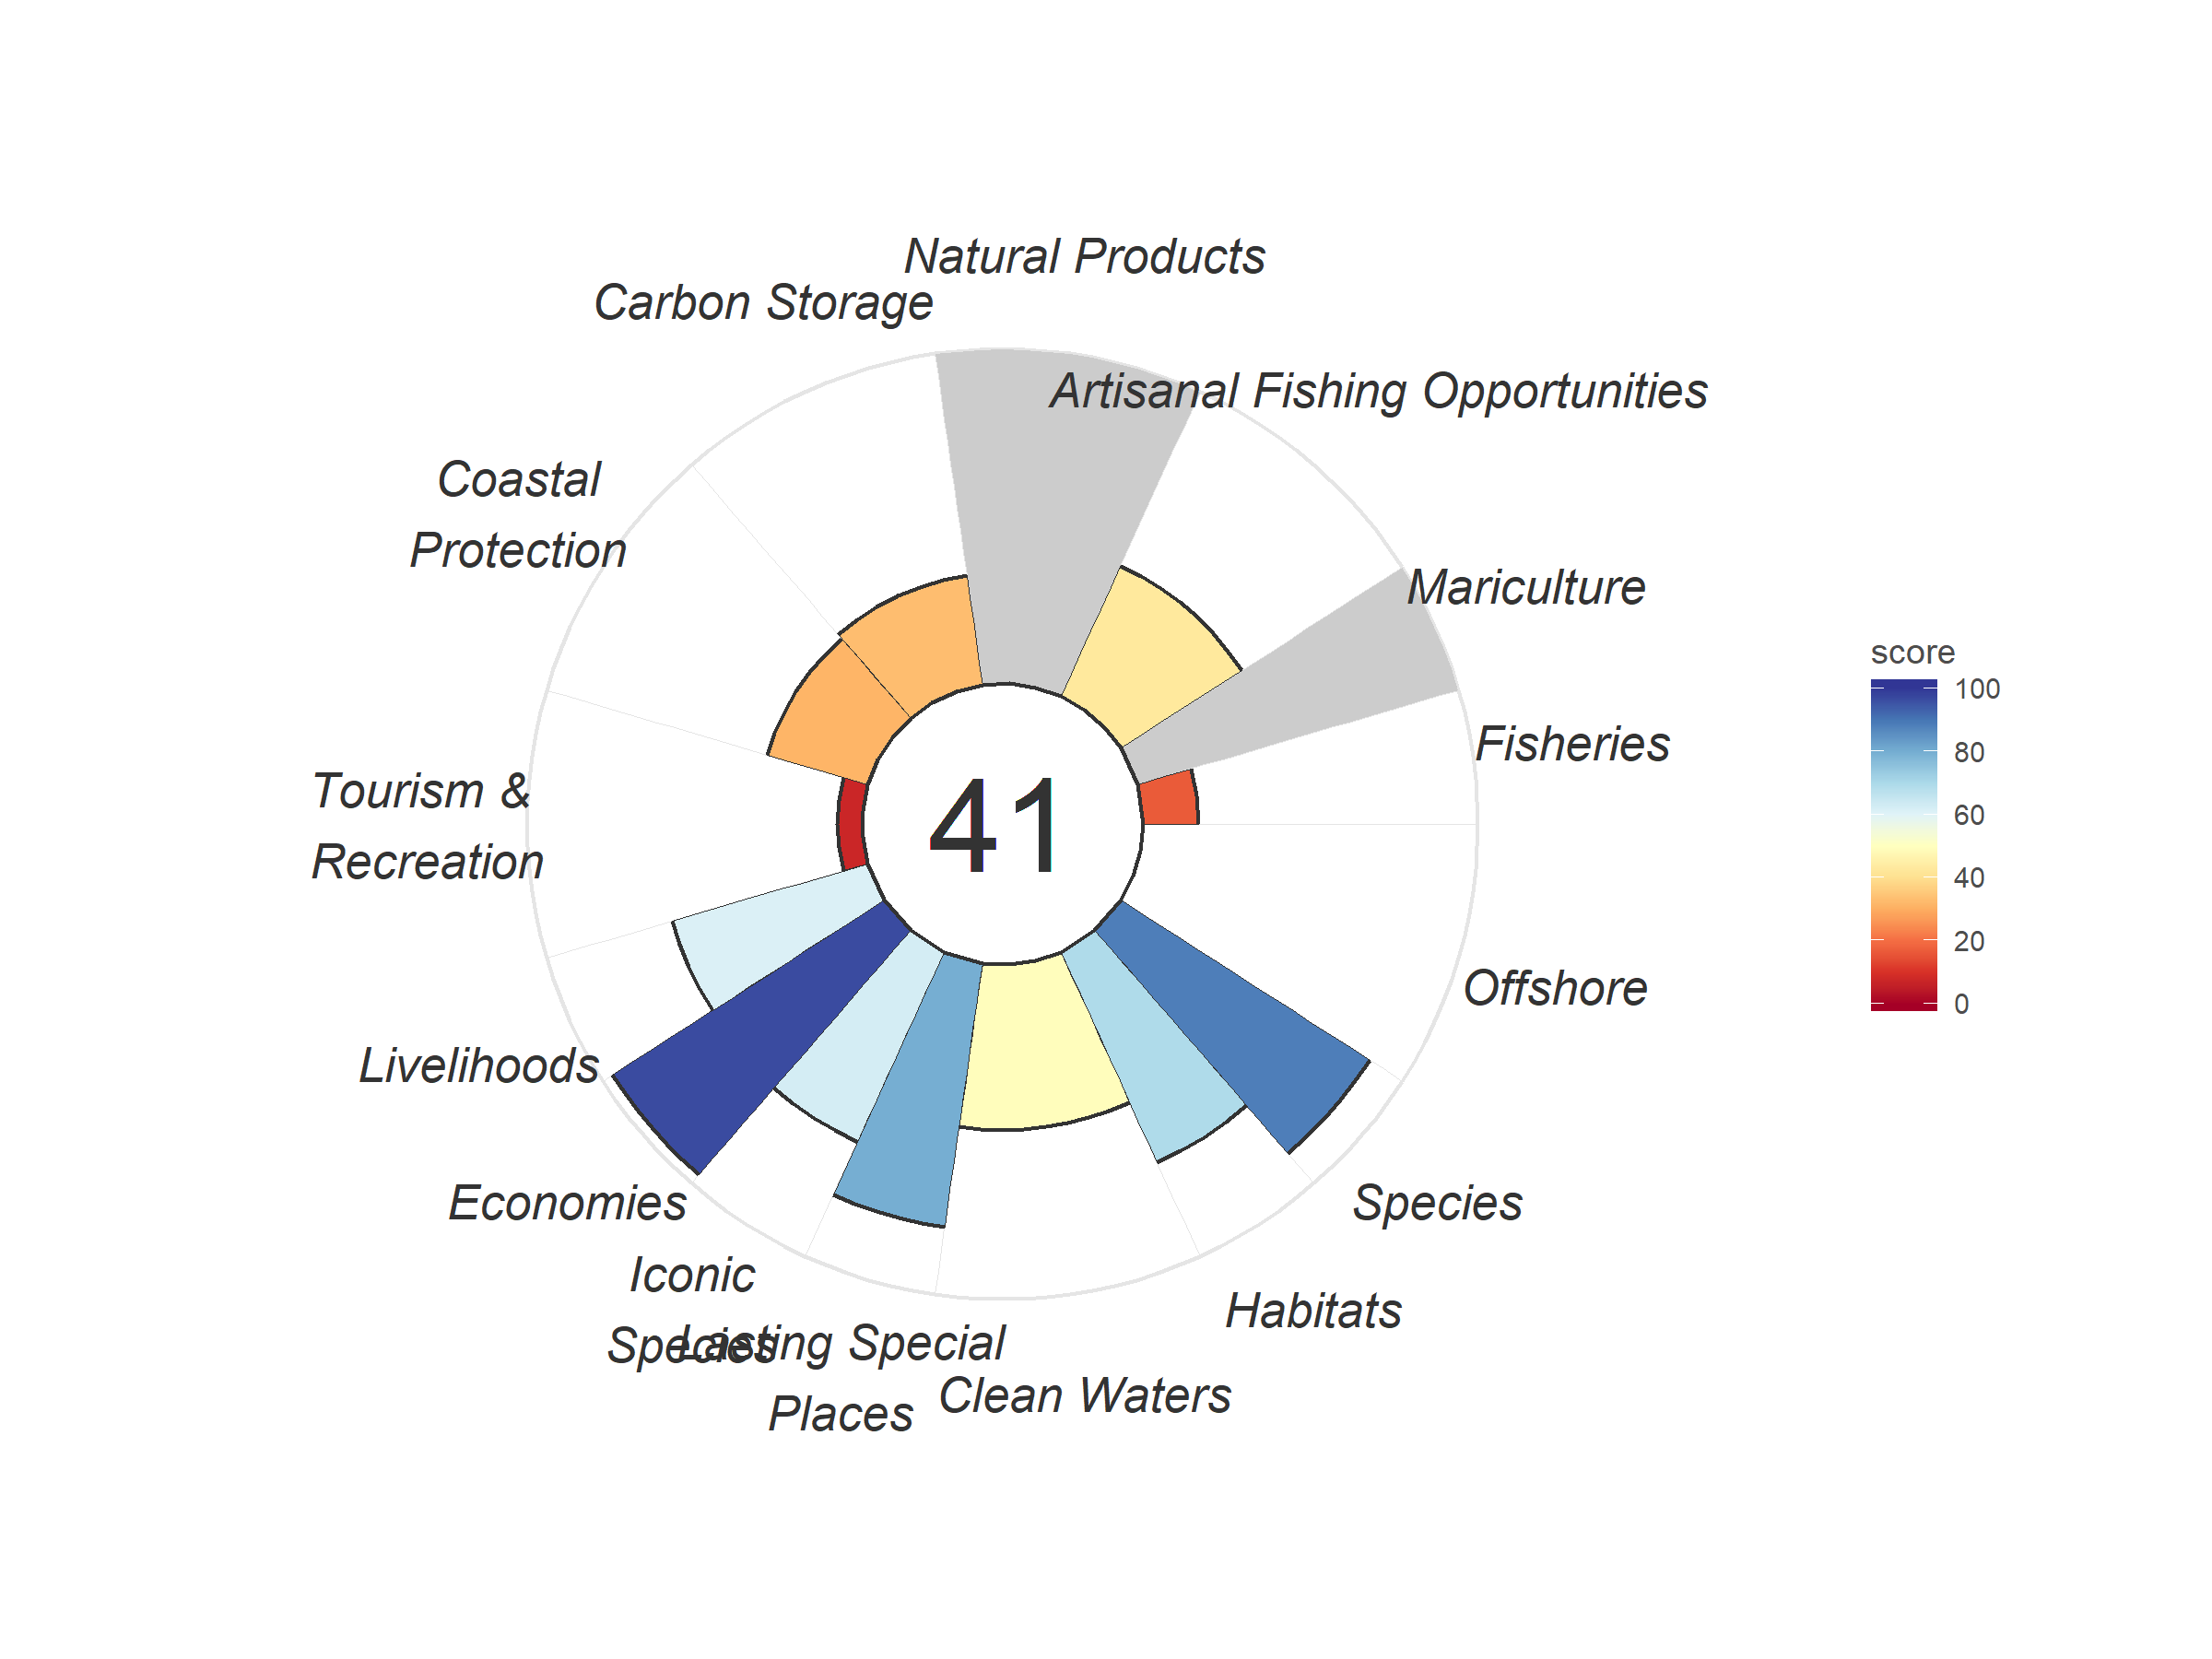 Natural Products
Carbon Storage
Artisanal Fishing Opportunities
Coastal
Protection
Mariculture
Fisheries
score
100
80
60
40
20
0
Tourism &
Recreation
41
Offshore
Livelihoods
Economies
Species
Iconic
Species
Habitats
Lasting Special
Places
Clean Waters